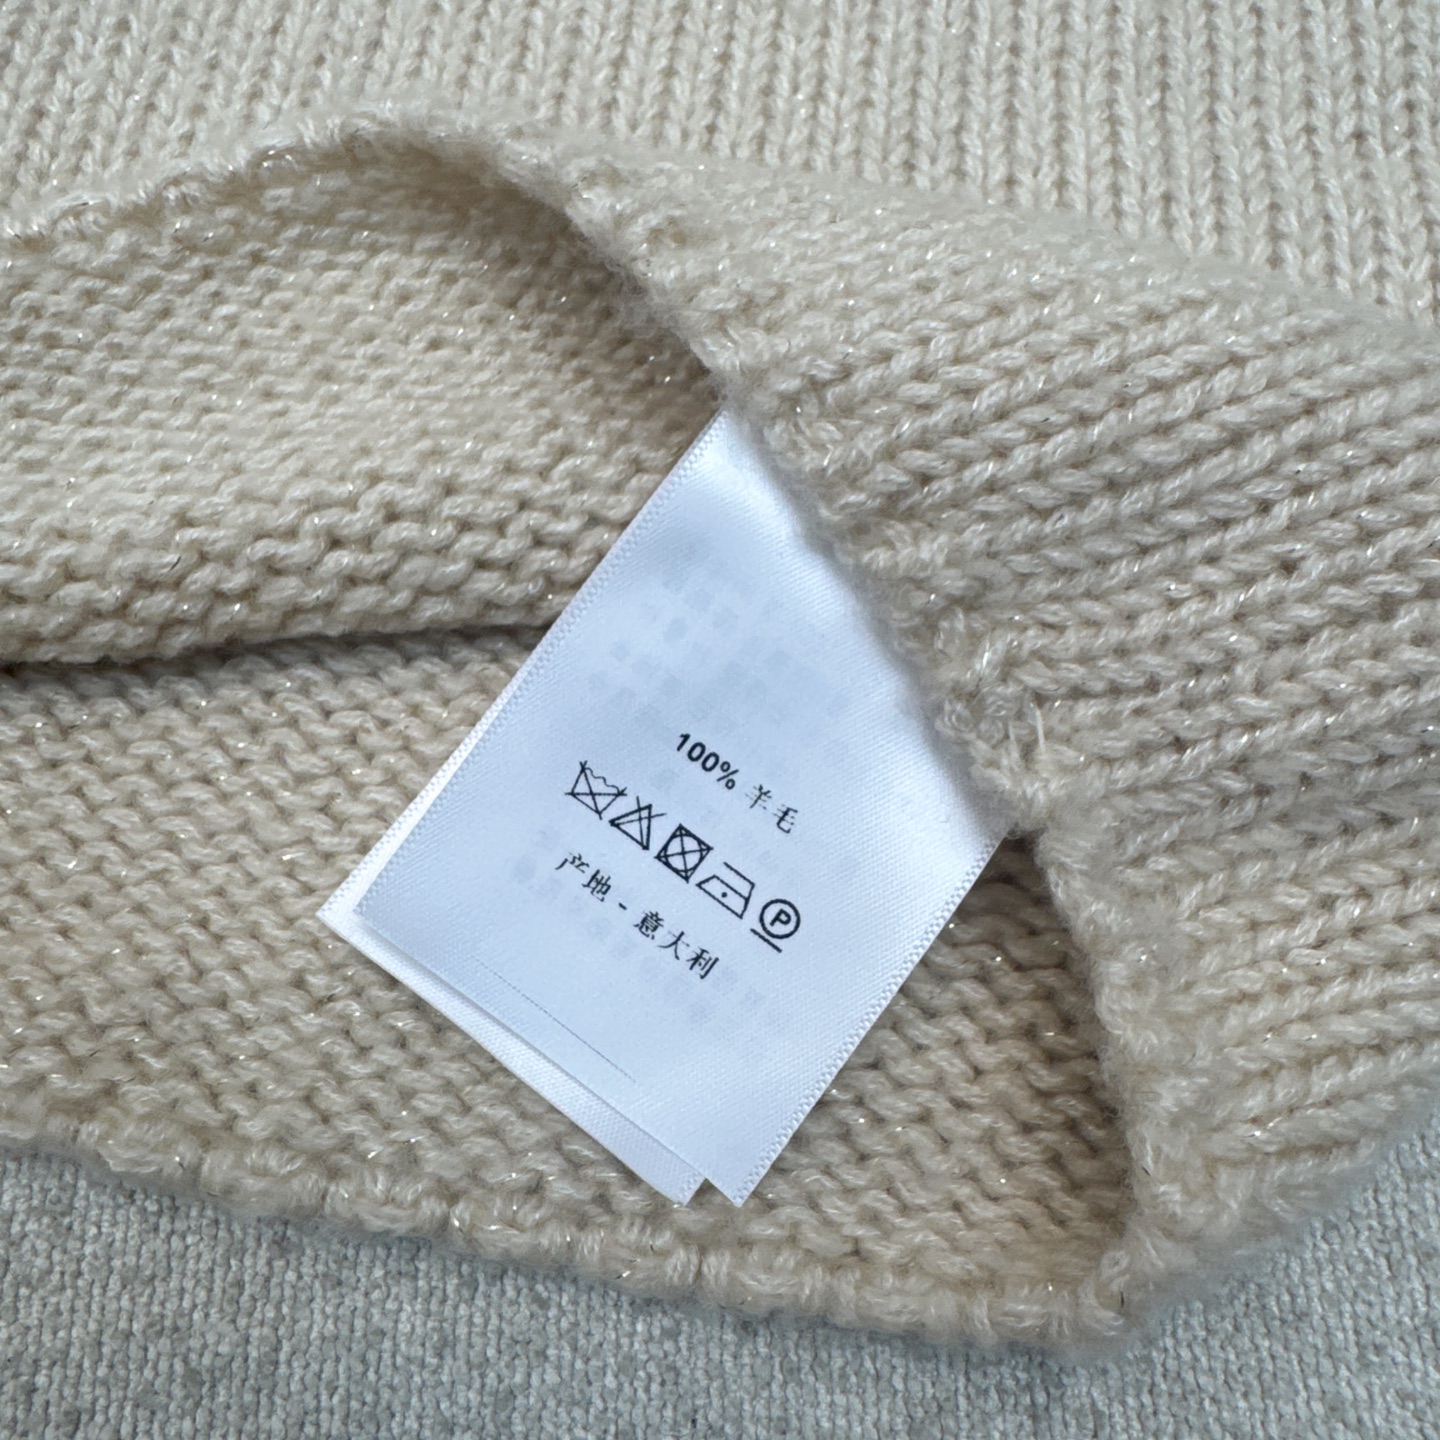 100% 羊毛
P
产地 - 意大利